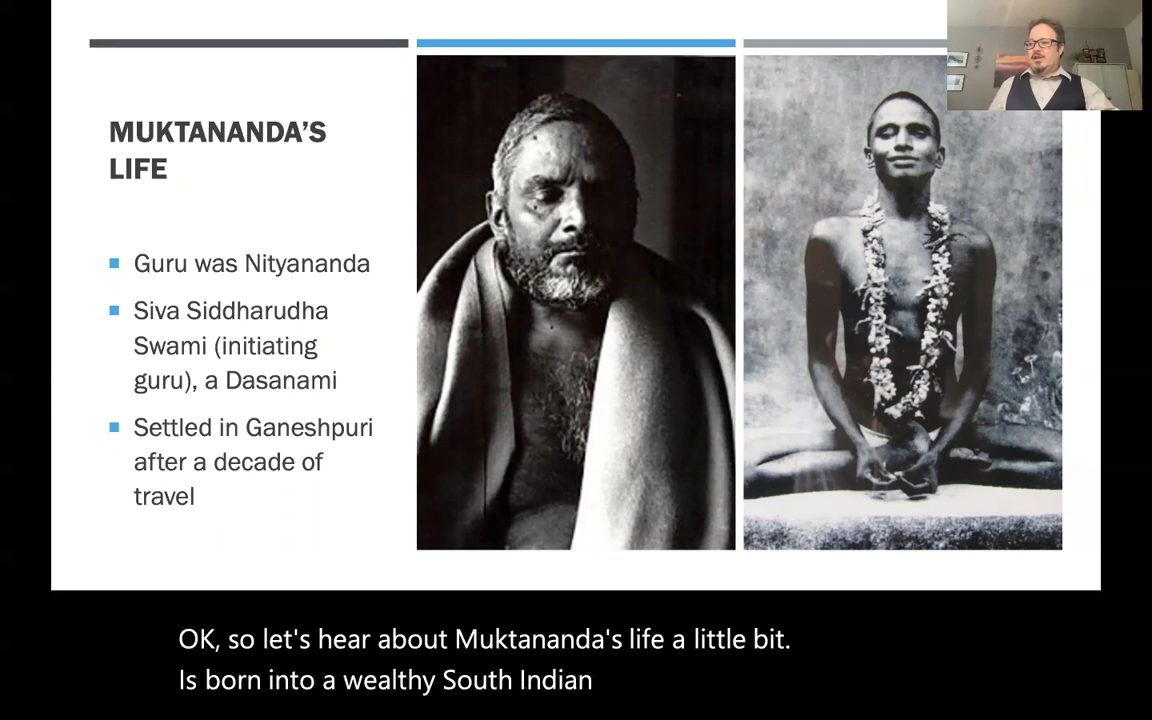 MUKTANANDA'S
LIFE
Guru was Nityananda
Siva Siddharudha
Swami (initiating
guru), a Dasanami
Settled in Ganeshpuri
after a decade of
travel
OK, so let's hear about Muktananda's life a little bit.
Is born into a wealthy South Indian